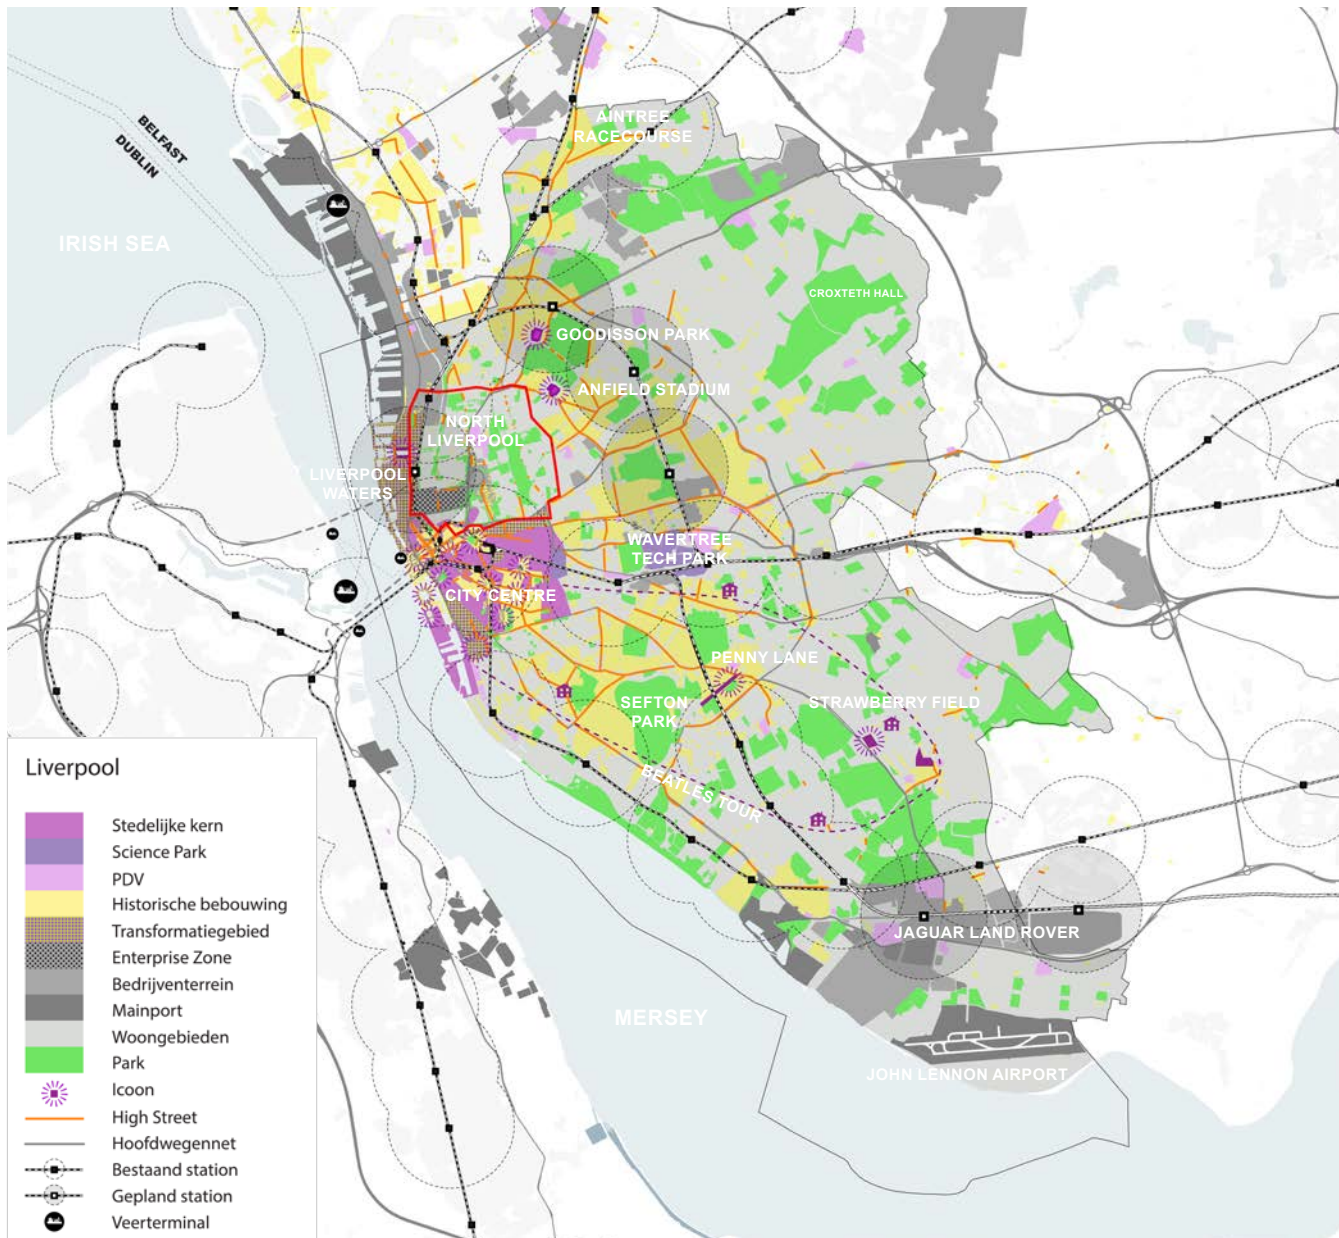 AINTREE
RACECOURSE
BELFAST
DUBLIN
IRISH SEA
CROXTETH HALL
GOODISSON PARK
ANFIELD STADIUM
NORTH
LIVERPOOL
LIVERPOOL
WATERS
WAVERTREE
TECH PARK
CITY CENTRE
PENNY LANE
SEFTON
PARK
STRAWBERRY FIELD
BEATLES TOUR
JAGUAR LAND ROVER
MERSEY
JOHN LENNON AIRPORT
Liverpool
Stedelijke kern
Science Park
PDV
Historische bebouwing
Transformatiegebied
Enterprise Zone
Bedrijventerrein
Mainport
Woongebieden
Park
Icoon
High Street
Hoofdwegennet
Bestaand station
Gepland station
Veerterminal